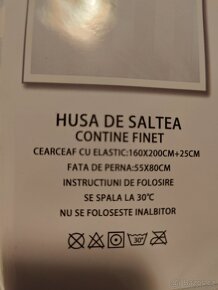 HUSA DE SALTEA
CONTINE FINET
CEARCEAF CU ELASTIC:160X200CM+25CM
FATA DE PERNA:55X80CM
INSTRUCTIUNI DE FOLOSIRE
SE SPALA LA 30℃
NU SE FOLOSESTE INALBITOR
30°